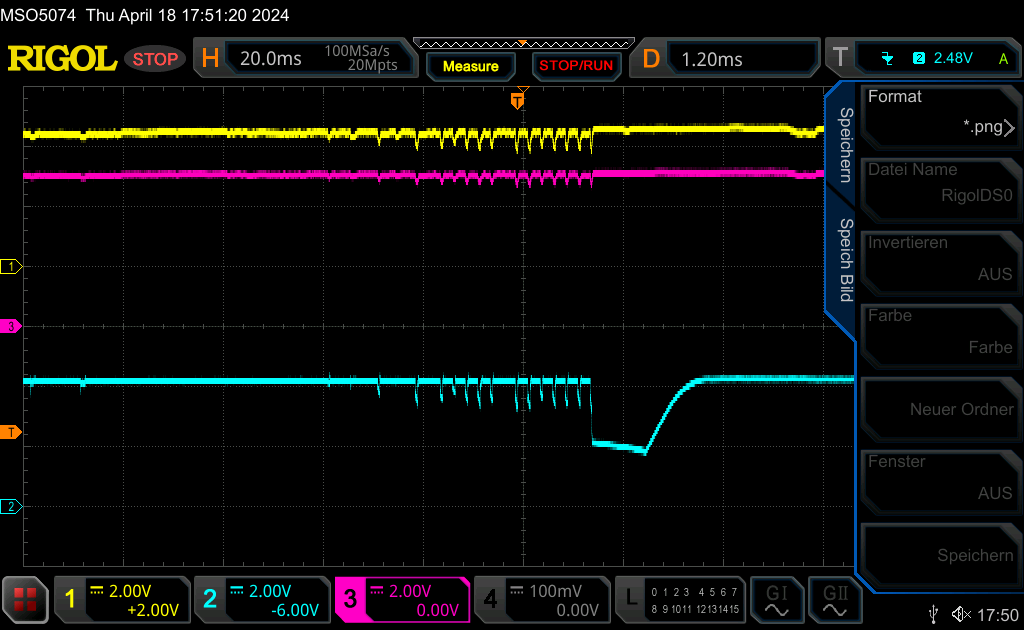 MSO5074 Thu April 18 17:51:20 2024
RIGOL STOP H 20.0ms 100MSa/s 20Mpts Measure STOP/RUN D 1.20ms T 2 2.48V A
T
Speichern
Speich Bild
Format
*.png
Datei Name
RigolDS0
Invertieren
AUS
Farbe
Farbe
Neuer Ordner
Fenster
AUS
Speichern
1
3
T
2
1 2.00V +2.00V
2 2.00V -6.00V
3 2.00V 0.00V
4 100mV 0.00V
L 0 1 2 3 4 5 6 7
8 9 10 11 12 13 14 15
GI
GII
17:50